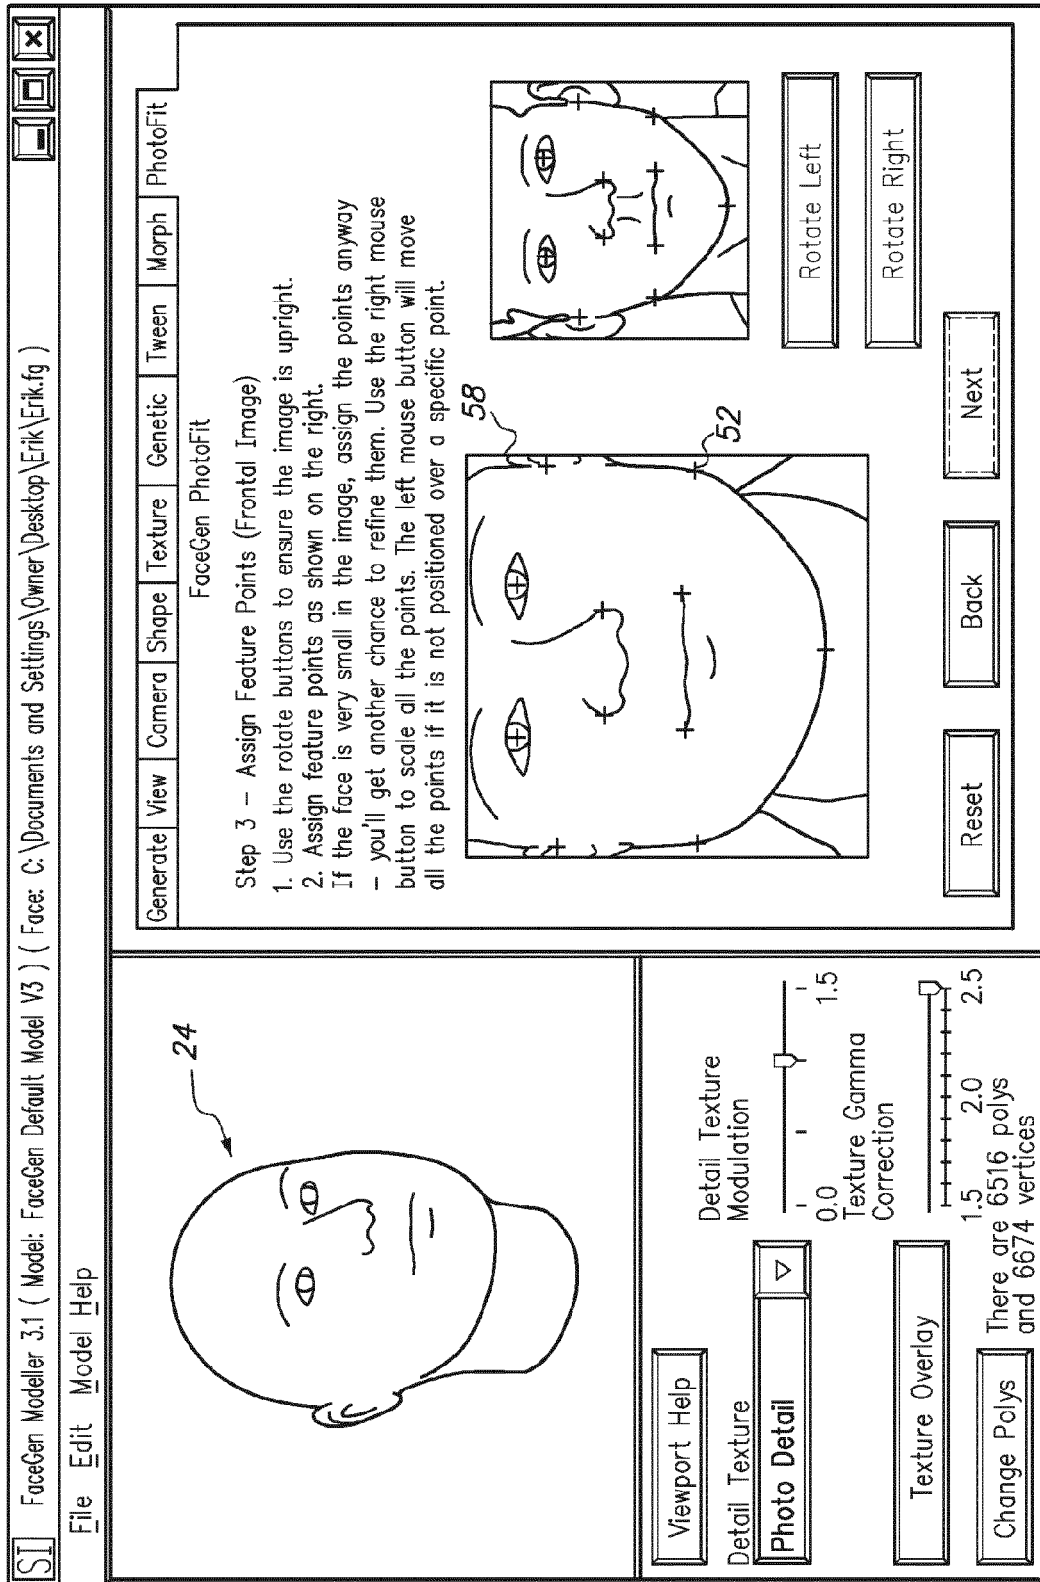 SI FaceGen Modeller 3.1 ( Model: FaceGen Default Model V3 ) ( Face: C: \Documents and Settings\Owner\Desktop\Erik\Erik.fg )
File Edit Model Help
24
Viewport Help
Detail Texture
Photo Detail
Detail Texture
Modulation
0.0 1.5
Texture Gamma
Correction
Texture Overlay
1.5 2.0 2.5
Change Polys
There are 6516 polys
and 6674 vertices
Generate View Camera Shape Texture Genetic Tween Morph PhotoFit
FaceGen PhotoFit
Step 3 – Assign Feature Points (Frontal Image)
1. Use the rotate buttons to ensure the image is upright.
2. Assign feature points as shown on the right.
If the face is very small in the image, assign the points anyway
– you'll get another chance to refine them. Use the right mouse
button to scale all the points. The left mouse button will move
all the points if it is not positioned over a specific point.
58
52
Rotate Left
Rotate Right
Reset Back Next